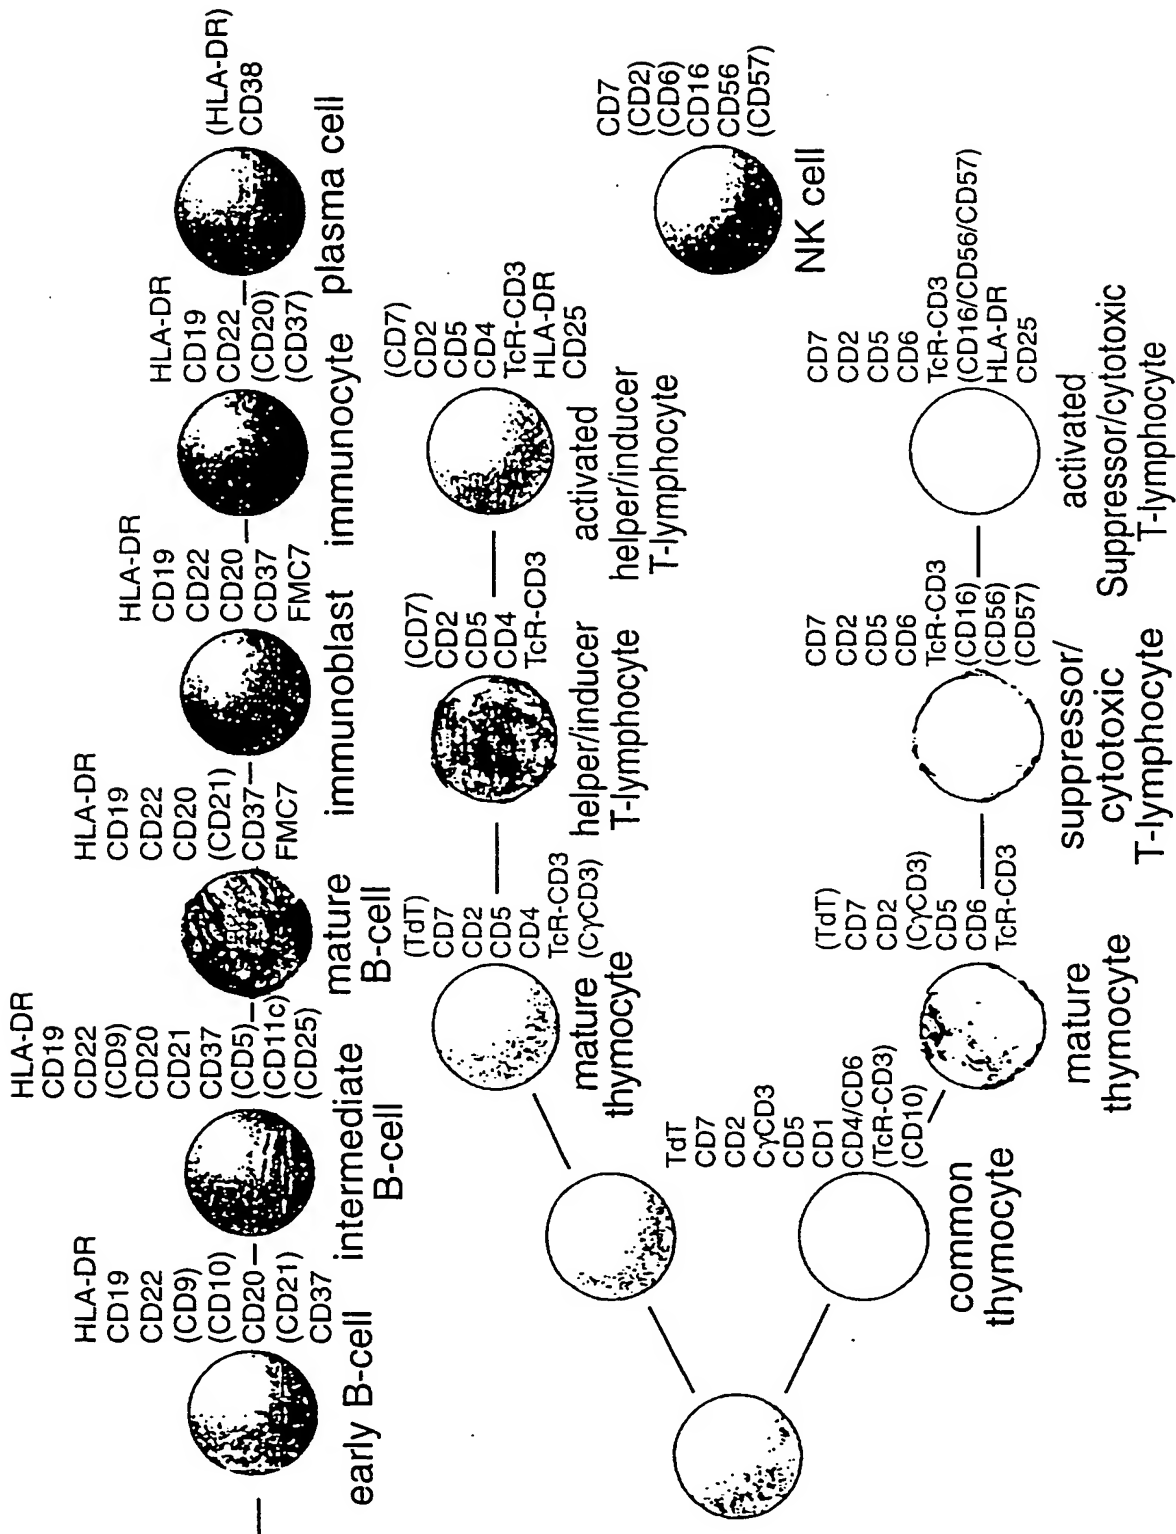 HLA-DR
CD19
CD22
(CD9)
(CD10)
CD20
(CD21)
CD37
early B-cell
HLA-DR
CD19
CD22
(CD9)
CD20
CD21
CD37
(CD5)
(CD11c)
(CD25)
intermediate
B-cell
HLA-DR
CD19
CD22
CD20
(CD21)
CD37
FMC7
mature
B-cell
HLA-DR
CD19
CD22
CD20
CD37
FMC7
immunoblast
HLA-DR
CD19
CD22
(CD20)
(CD37)
immunocyte
(HLA-DR)
CD38
plasma cell
(TdT)
CD7
CD2
CD5
CD4
TcR-CD3
(CγCD3)
mature
thymocyte
(CD7)
CD2
CD5
CD4
TcR-CD3
helper/inducer
T-lymphocyte
(CD7)
CD2
CD5
CD4
TcR-CD3
HLA-DR
CD25
activated
helper/inducer
T-lymphocyte
CD7
(CD2)
(CD6)
CD16
CD56
(CD57)
NK cell
TdT
CD7
CD2
CγCD3
CD5
CD1
CD4/CD6
(TcR-CD3)
(CD10)
common
thymocyte
(TdT)
CD7
CD2
(CγCD3)
CD5
CD6
TcR-CD3
mature
thymocyte
CD7
CD2
CD5
CD6
TcR-CD3
(CD16)
(CD56)
(CD57)
suppressor/
cytotoxic
T-lymphocyte
CD7
CD2
CD5
CD6
TcR-CD3
(CD16/CD56/CD57)
HLA-DR
CD25
activated
Suppressor/cytotoxic
T-lymphocyte